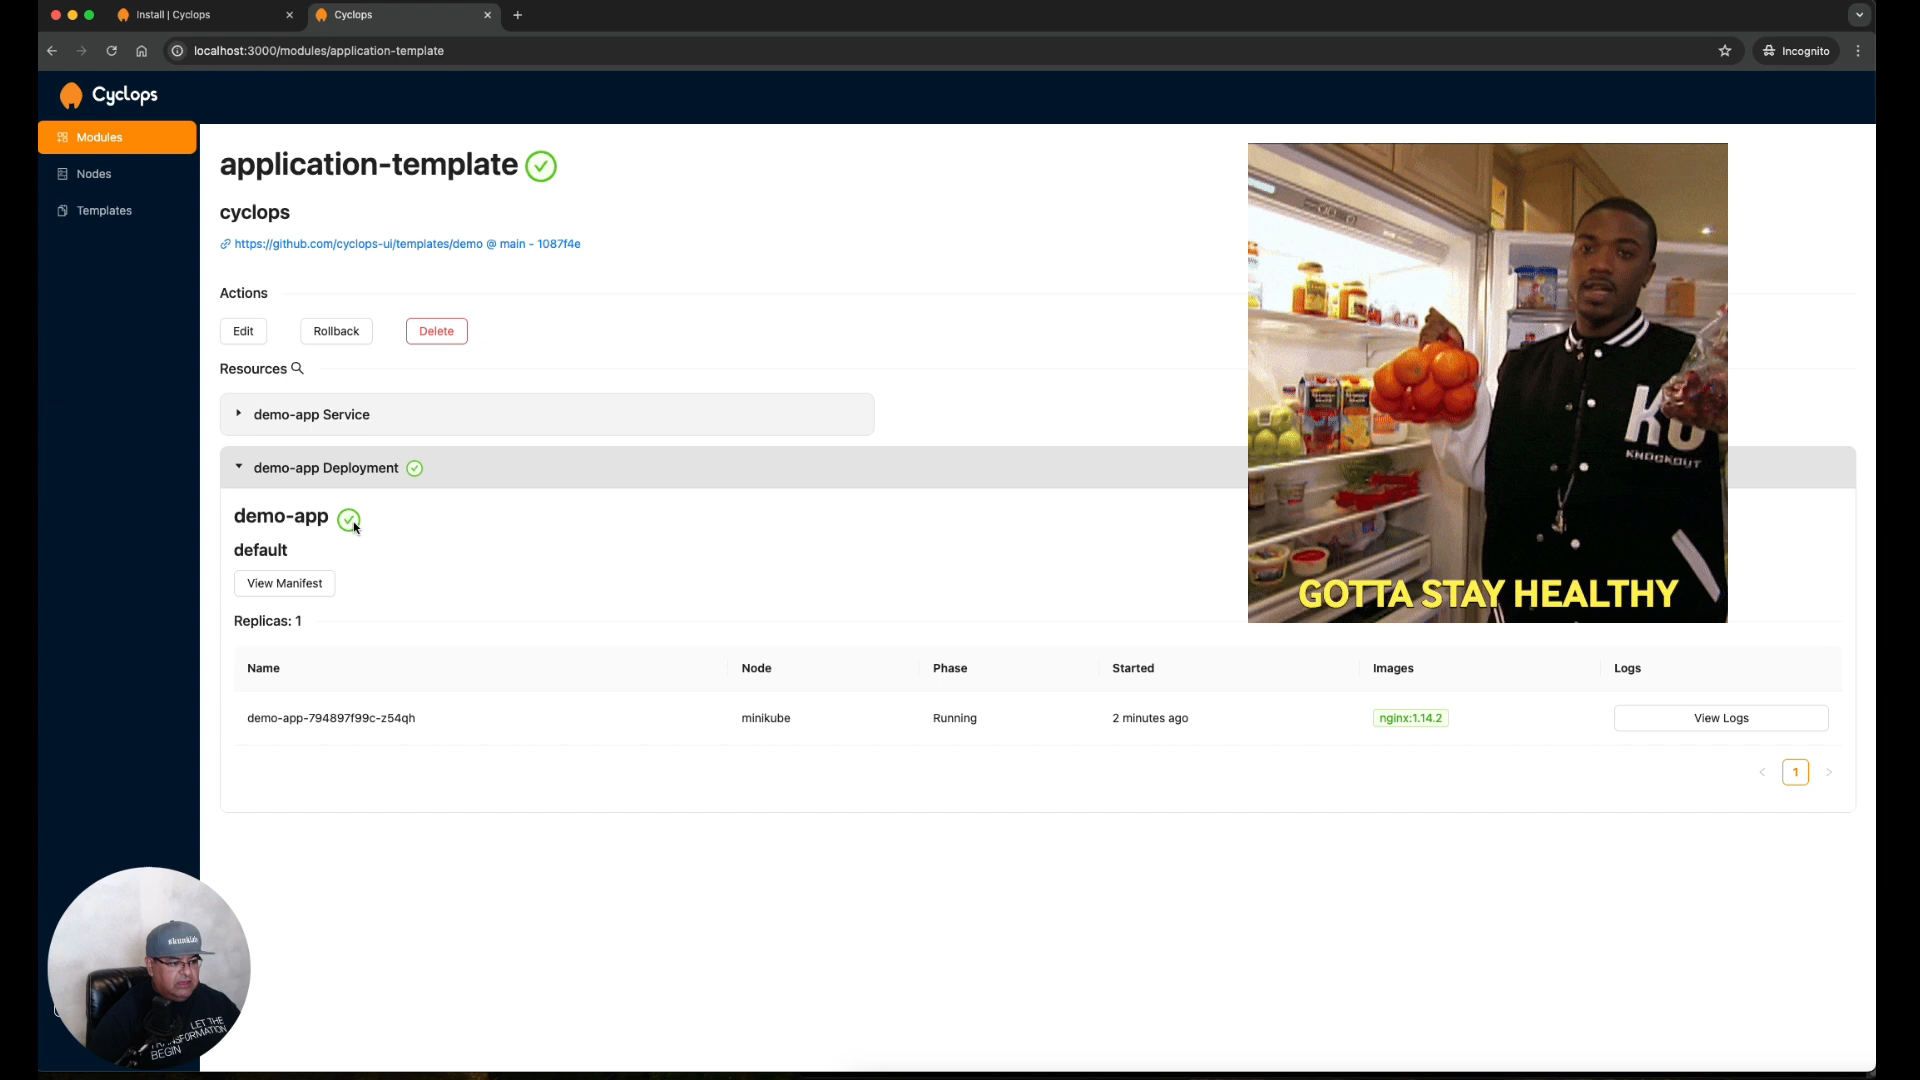 Install | Cyclops
Cyclops
localhost:3000/modules/application-template
Incognito
Cyclops
Modules
Nodes
Templates
application-template
cyclops
https://github.com/cyclops-ui/templates/demo @ main - 1087f4e
Actions
Edit
Rollback
Delete
Resources
demo-app Service
demo-app Deployment
demo-app
default
View Manifest
Replicas: 1
Name
Node
Phase
Started
Images
Logs
demo-app-794897f99c-z54qh
minikube
Running
2 minutes ago
nginx:1.14.2
View Logs
1
KO
KNOCKOUT
GOTTA STAY HEALTHY
skunklabs
LET THE
TRANSFORMATION
BEGIN